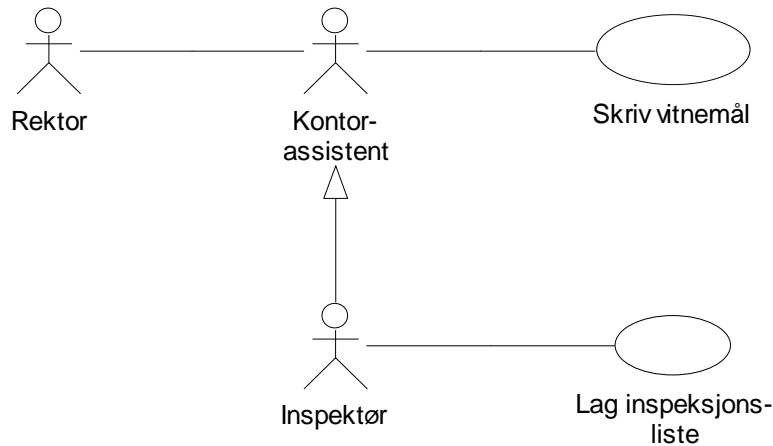 Rektor
Kontor-
assistent
Skriv vitnemål
Inspektør
Lag inspeksjons-
liste